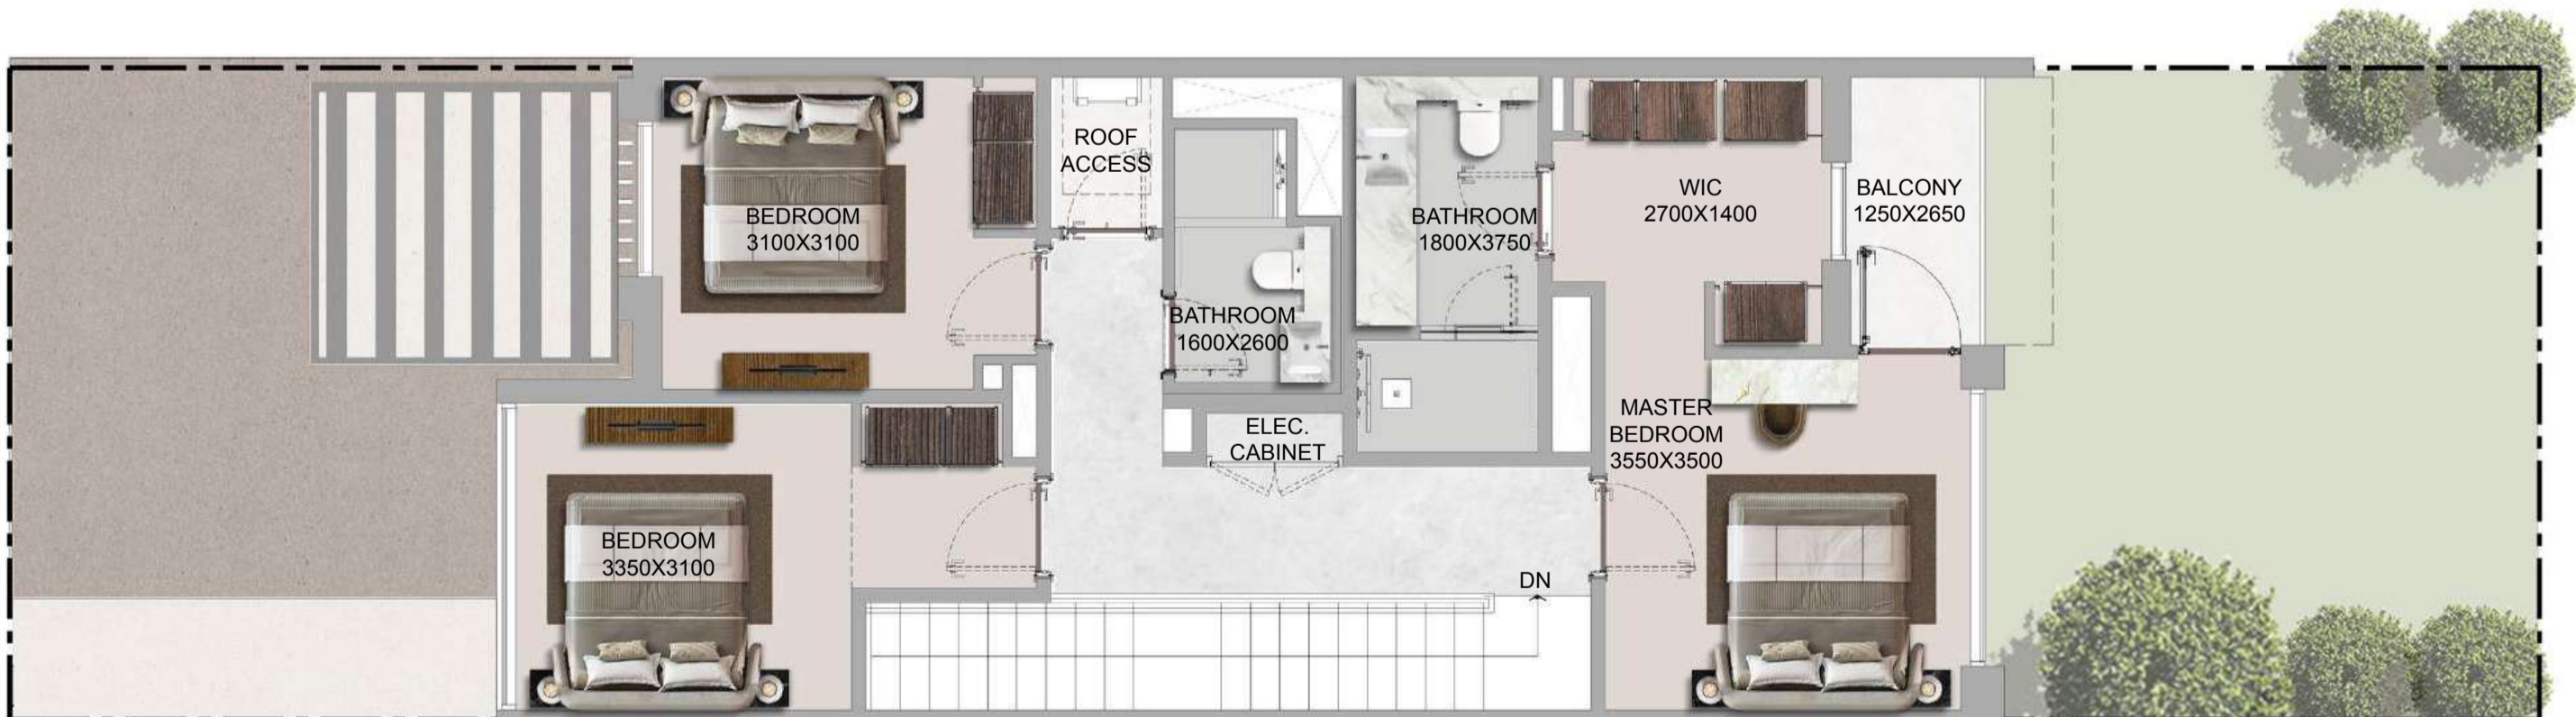 BEDROOM
3100X3100
ROOF
ACCESS
BATHROOM
1600X2600
BATHROOM
1800X3750
WIC
2700X1400
BALCONY
1250X2650
ELEC.
CABINET
MASTER
BEDROOM
3550X3500
BEDROOM
3350X3100
DN